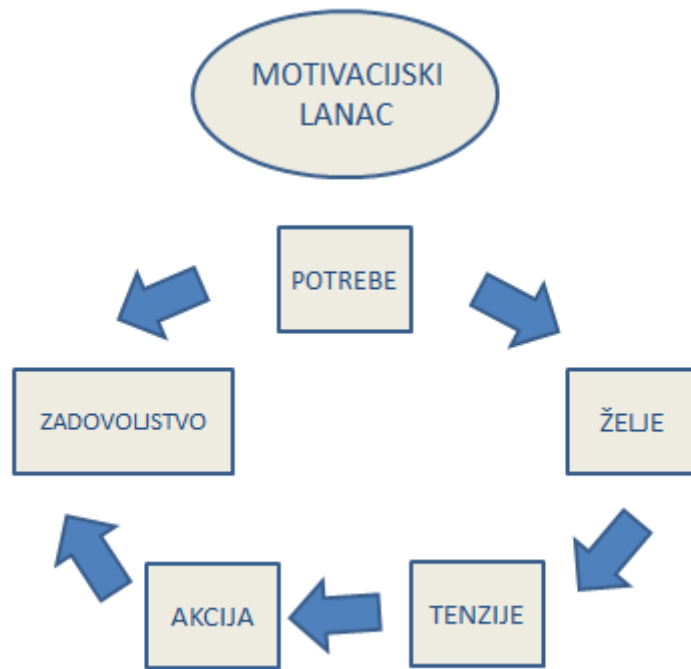 MOTIVACIJSKI
LANAC
POTREBE
ŽELJE
TENZIJE
AKCIJA
ZADOVOLJSTVO